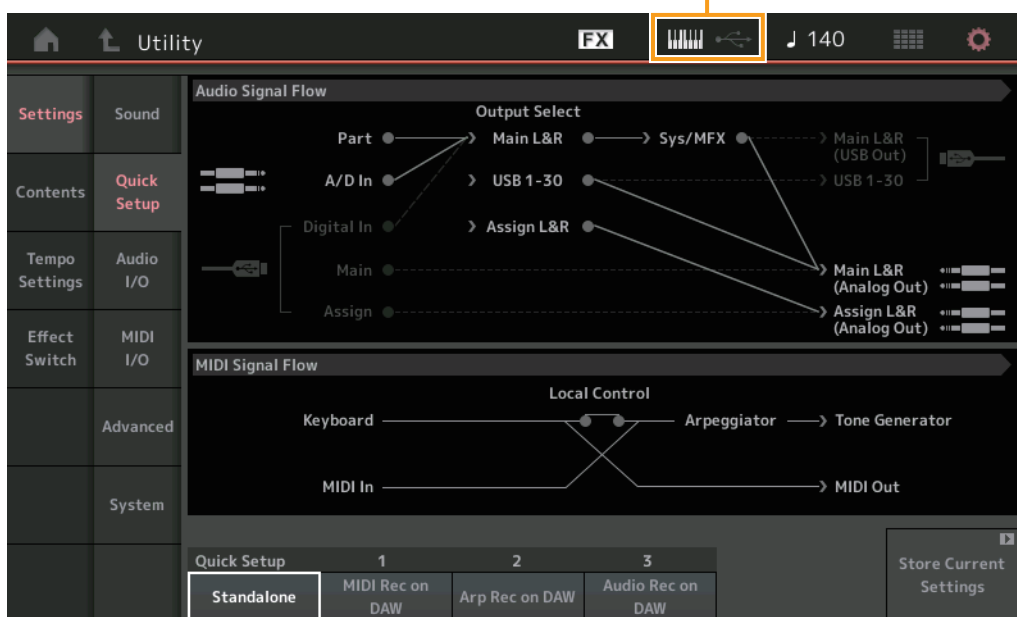 Utility
FX
♩ 140
Settings
Contents
Tempo
Settings
Effect
Switch
Sound
Quick
Setup
Audio
I/O
MIDI
I/O
Advanced
System
Audio Signal Flow
Output Select
Part
Main L&R
Sys/MFX
Main L&R
(USB Out)
A/D In
USB 1-30
USB 1-30
Digital In
Assign L&R
Main
Main L&R
(Analog Out)
Assign
Assign L&R
(Analog Out)
MIDI Signal Flow
Local Control
Keyboard
Arpeggiator
Tone Generator
MIDI In
MIDI Out
Quick Setup
1
2
3
Standalone
MIDI Rec on
DAW
Arp Rec on DAW
Audio Rec on
DAW
Store Current
Settings